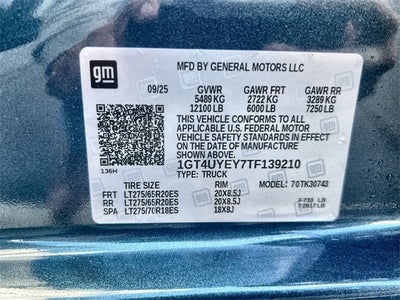 gm
MFD BY GENERAL MOTORS LLC
09/25 GVWR GAWR FRT GAWR RR
5489 KG 2722 KG 3289 KG
12100 LB 6000 LB 7250 LB
THIS VEHICLE CONFORMS TO ALL
APPLICABLE U.S. FEDERAL MOTOR
VEHICLE SAFETY STANDARDS IN EFFECT
ON THE DATE OF MANUFACTURE
SHOWN ABOVE.
136H
1GT4UYEY7TF139210
TYPE: TRUCK MODEL: 70TK30743
FRT LT275/65R20ES 20X8.5J
RR LT275/65R20ES 20X8.5J
SPA LT275/70R18ES 18X8J